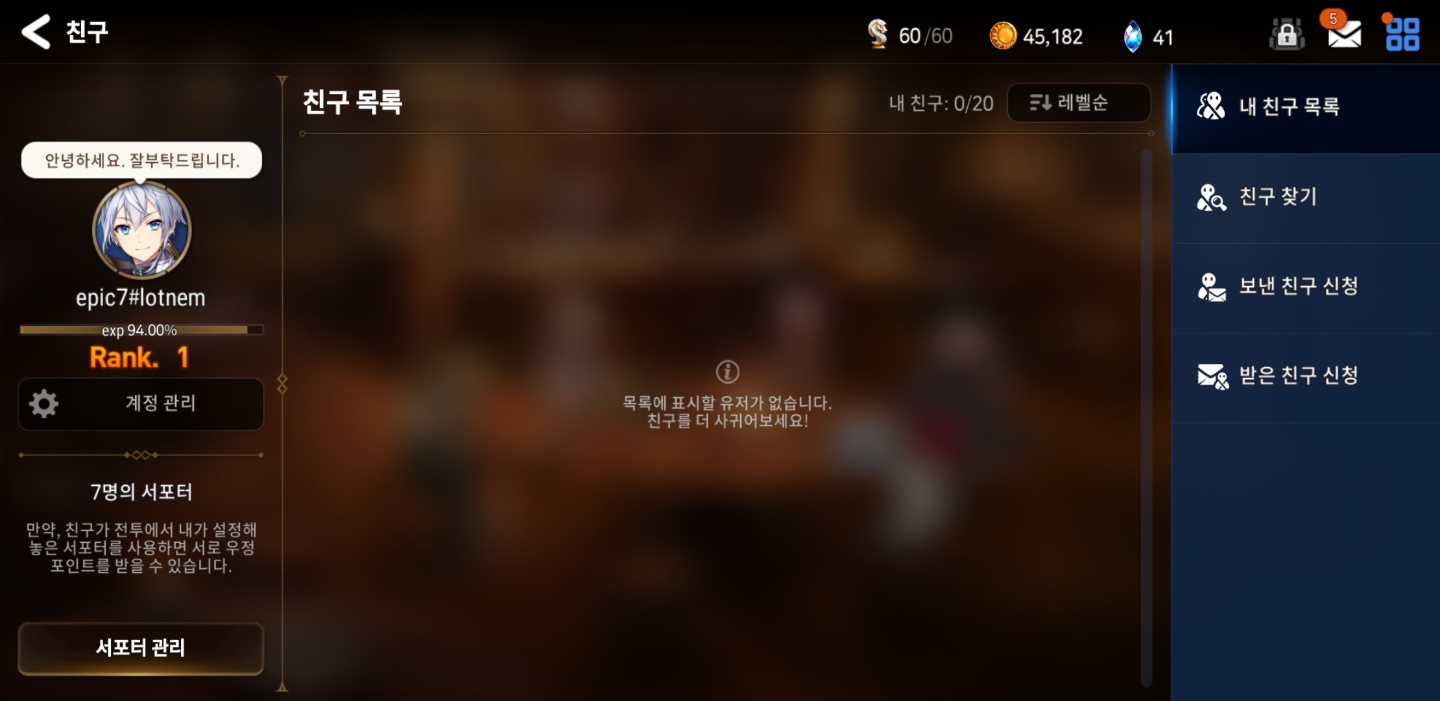 친구
60/60
45,182
41
5
안녕하세요. 잘부탁드립니다.
epic7#lotnem
exp 94.00%
Rank. 1
계정 관리
7명의 서포터
만약, 친구가 전투에서 내가 설정해
놓은 서포터를 사용하면 서로 우정
포인트를 받을 수 있습니다.
서포터 관리
친구 목록
내 친구: 0/20
레벨순
목록에 표시할 유저가 없습니다.
친구를 더 사귀어보세요!
내 친구 목록
친구 찾기
보낸 친구 신청
받은 친구 신청